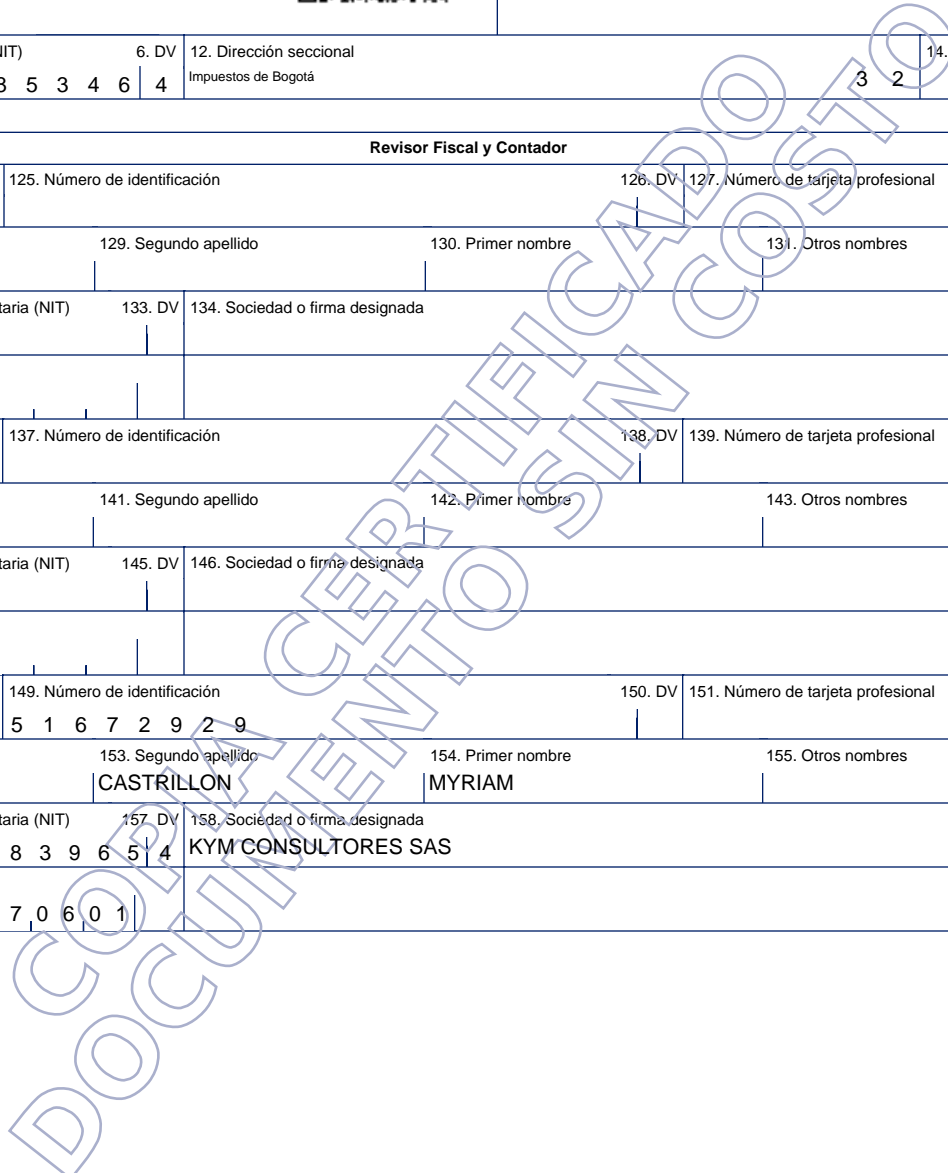 NIT) 6. DV 12. Dirección seccional 14.
3 5 3 4 6 4 Impuestos de Bogotá 3 2
Revisor Fiscal y Contador
125. Número de identificación 126. DV 127. Número de tarjeta profesional
129. Segundo apellido 130. Primer nombre 131. Otros nombres
taria (NIT) 133. DV 134. Sociedad o firma designada
137. Número de identificación 138. DV 139. Número de tarjeta profesional
141. Segundo apellido 142. Primer nombre 143. Otros nombres
taria (NIT) 145. DV 146. Sociedad o firma designada
149. Número de identificación 150. DV 151. Número de tarjeta profesional
5 1 6 7 2 9 2 9
153. Segundo apellido 154. Primer nombre 155. Otros nombres
CASTRILLON MYRIAM
taria (NIT) 157. DV 158. Sociedad o firma designada
8 3 9 6 5 4 KYM CONSULTORES SAS
7 0 6 0 1
COPIA CERTIFICADO
DOCUMENTO SIN COSTO